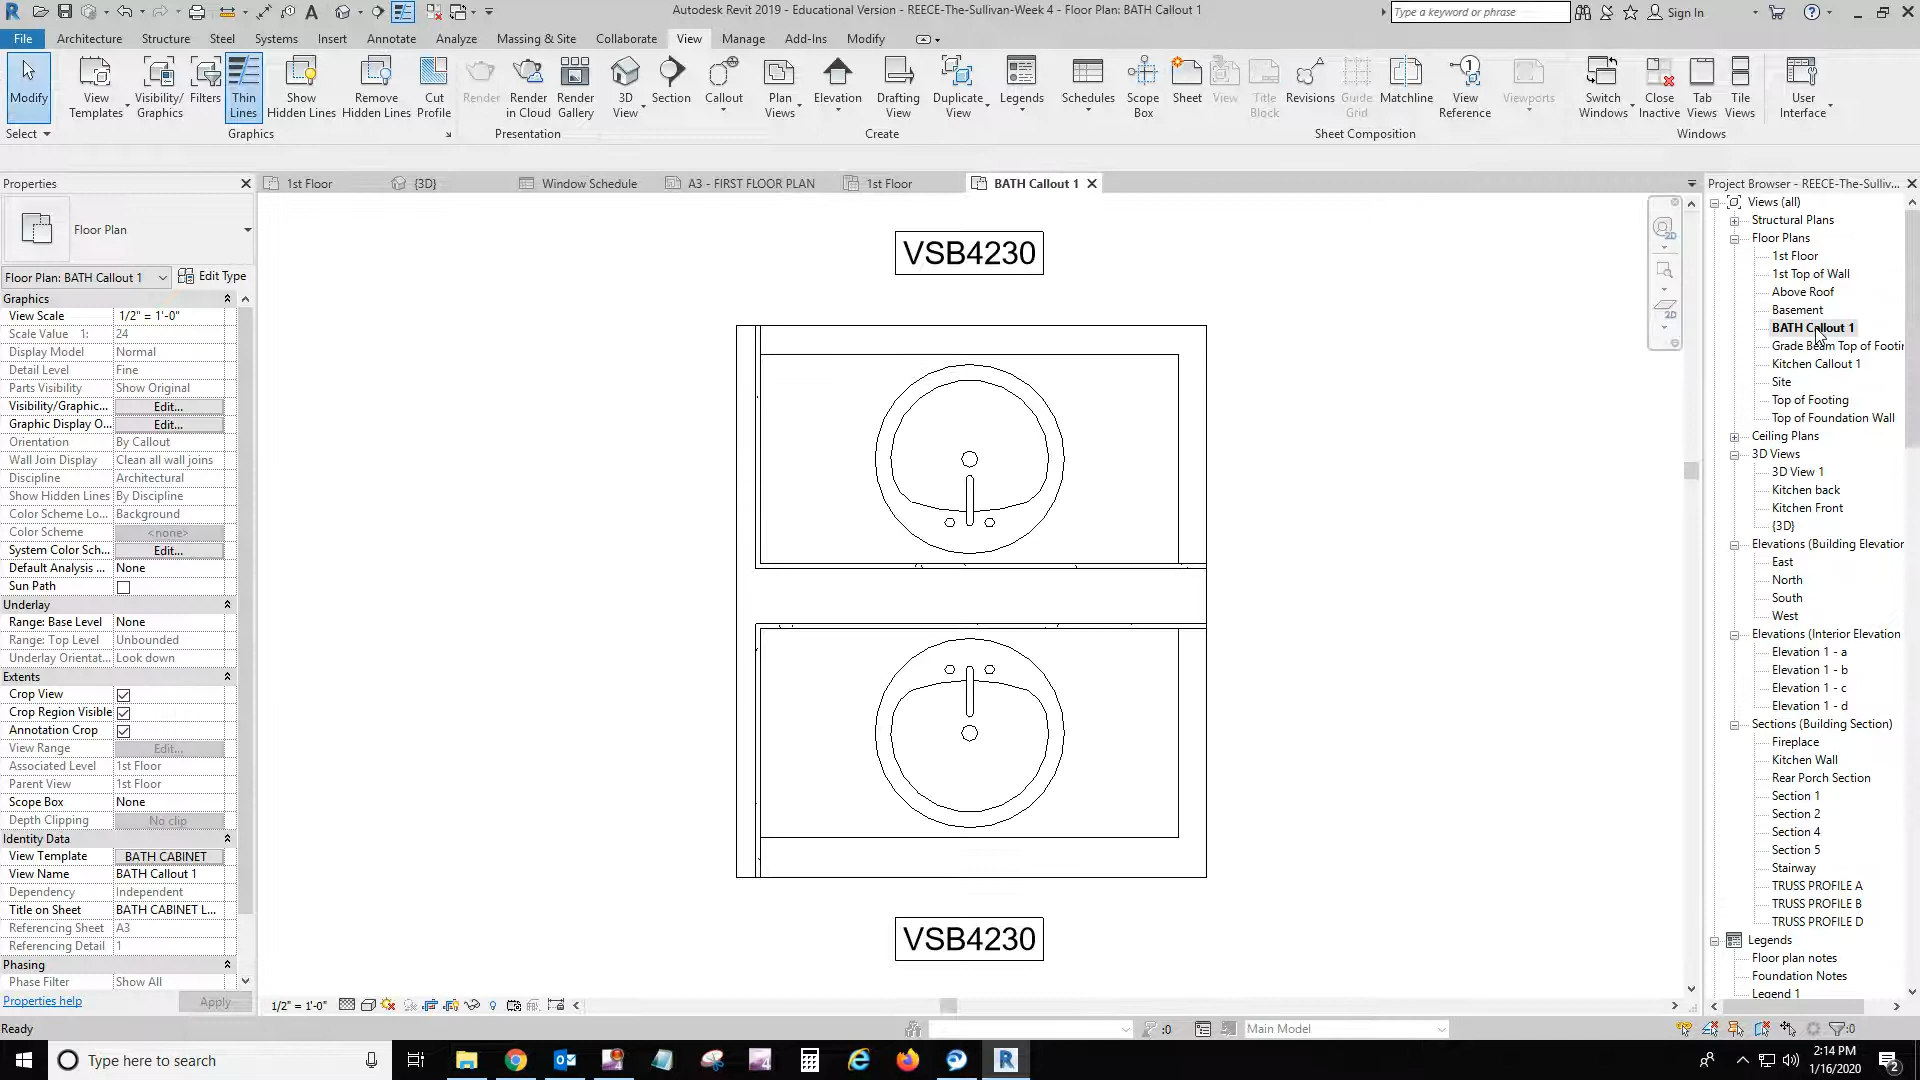 Autodesk Revit 2019 - Educational Version - REECE-The-Sullivan-Week 4 - Floor Plan: BATH Callout 1
Type a keyword or phrase
Sign In
File Architecture Structure Steel Systems Insert Annotate Analyze Massing & Site Collaborate View Manage Add-Ins Modify
Modify
View Templates
Visibility/ Graphics
Filters
Thin Lines
Show Hidden Lines
Remove Hidden Lines
Cut Profile
Render
Render in Cloud
Render Gallery
3D View
Section
Callout
Plan Views
Elevation
Drafting View
Duplicate View
Legends
Schedules
Scope Box
Sheet
View
Title Block
Revisions
Guide Grid
Matchline
View Reference
Viewports
Switch Windows
Close Inactive
Tab Views
Tile Views
User Interface
Select Graphics Presentation Create Sheet Composition Windows
Properties
1st Floor
{3D}
Window Schedule
A3 - FIRST FLOOR PLAN
1st Floor
BATH Callout 1
Project Browser - REECE-The-Sulliv...
Floor Plan
Floor Plan: BATH Callout 1
Edit Type
Graphics
View Scale 1/2" = 1'-0"
Scale Value 1: 24
Display Model Normal
Detail Level Fine
Parts Visibility Show Original
Visibility/Graphic... Edit...
Graphic Display O... Edit...
Orientation By Callout
Wall Join Display Clean all wall joins
Discipline Architectural
Show Hidden Lines By Discipline
Color Scheme Lo... Background
Color Scheme <none>
System Color Sch... Edit...
Default Analysis ... None
Sun Path
Underlay
Range: Base Level None
Range: Top Level Unbounded
Underlay Orientat... Look down
Extents
Crop View
Crop Region Visible
Annotation Crop
View Range Edit...
Associated Level 1st Floor
Parent View 1st Floor
Scope Box None
Depth Clipping No clip
Identity Data
View Template BATH CABINET
View Name BATH Callout 1
Dependency Independent
Title on Sheet BATH CABINET L...
Referencing Sheet A3
Referencing Detail 1
Phasing
Phase Filter Show All
Properties help
Apply
VSB4230
VSB4230
Views (all)
Structural Plans
Floor Plans
1st Floor
1st Top of Wall
Above Roof
Basement
BATH Callout 1
Grade Beam Top of Footin
Kitchen Callout 1
Site
Top of Footing
Top of Foundation Wall
Ceiling Plans
3D Views
3D View 1
Kitchen back
Kitchen Front
{3D}
Elevations (Building Elevation
East
North
South
West
Elevations (Interior Elevation
Elevation 1 - a
Elevation 1 - b
Elevation 1 - c
Elevation 1 - d
Sections (Building Section)
Fireplace
Kitchen Wall
Rear Porch Section
Section 1
Section 2
Section 4
Section 5
Stairway
TRUSS PROFILE A
TRUSS PROFILE B
TRUSS PROFILE D
Legends
Floor plan notes
Foundation Notes
Legend 1
1/2" = 1'-0"
Ready
:0
Main Model
:0
Type here to search
2:14 PM
1/16/2020
2